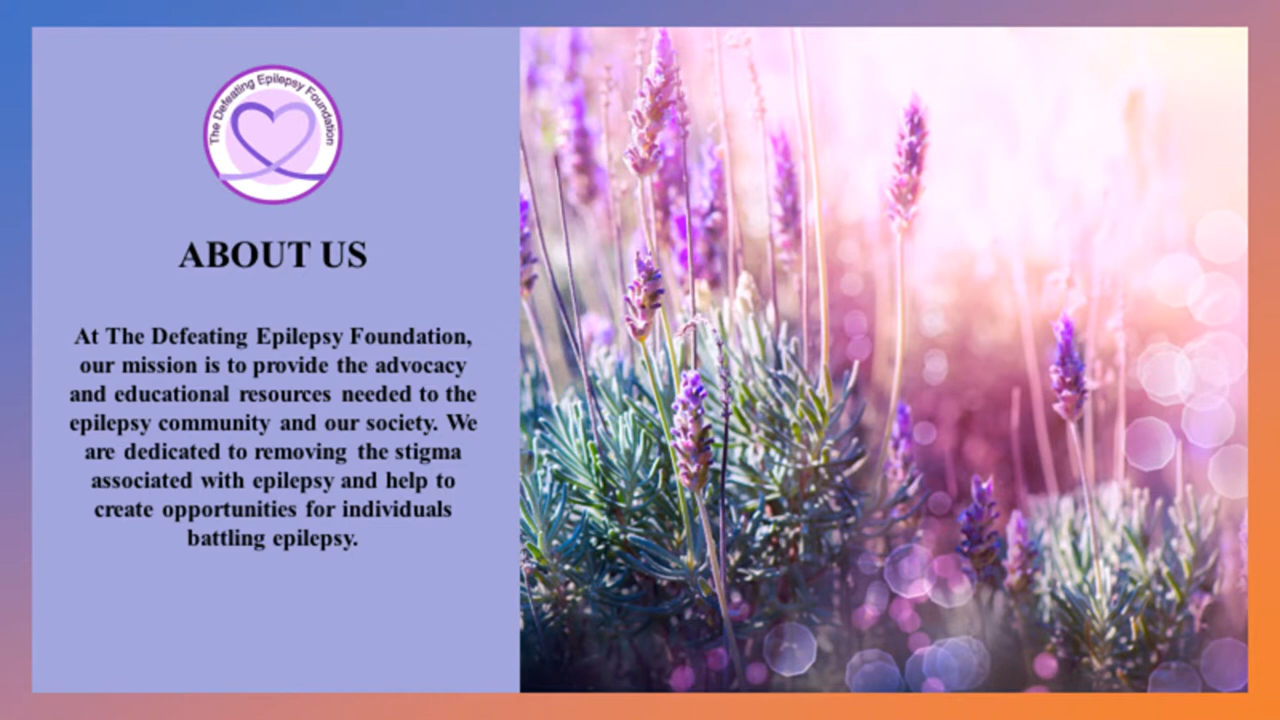 The Defeating Epilepsy Foundation
ABOUT US
At The Defeating Epilepsy Foundation,
our mission is to provide the advocacy
and educational resources needed to the
epilepsy community and our society. We
are dedicated to removing the stigma
associated with epilepsy and help to
create opportunities for individuals
battling epilepsy.